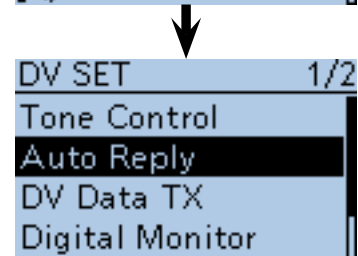 DV SET 1/2
Tone Control
Auto Reply
DV Data TX
Digital Monitor